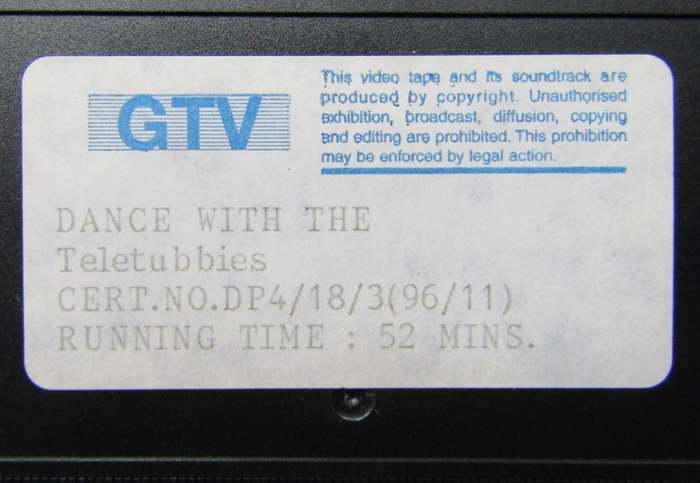 GTV
This video tape and its soundtrack are
produced by copyright. Unauthorised
exhibition, broadcast, diffusion, copying
and editing are prohibited. This prohibition
may be enforced by legal action.
DANCE WITH THE
Teletubbies
CERT.NO.DP4/18/3(96/11)
RUNNING TIME : 52 MINS.